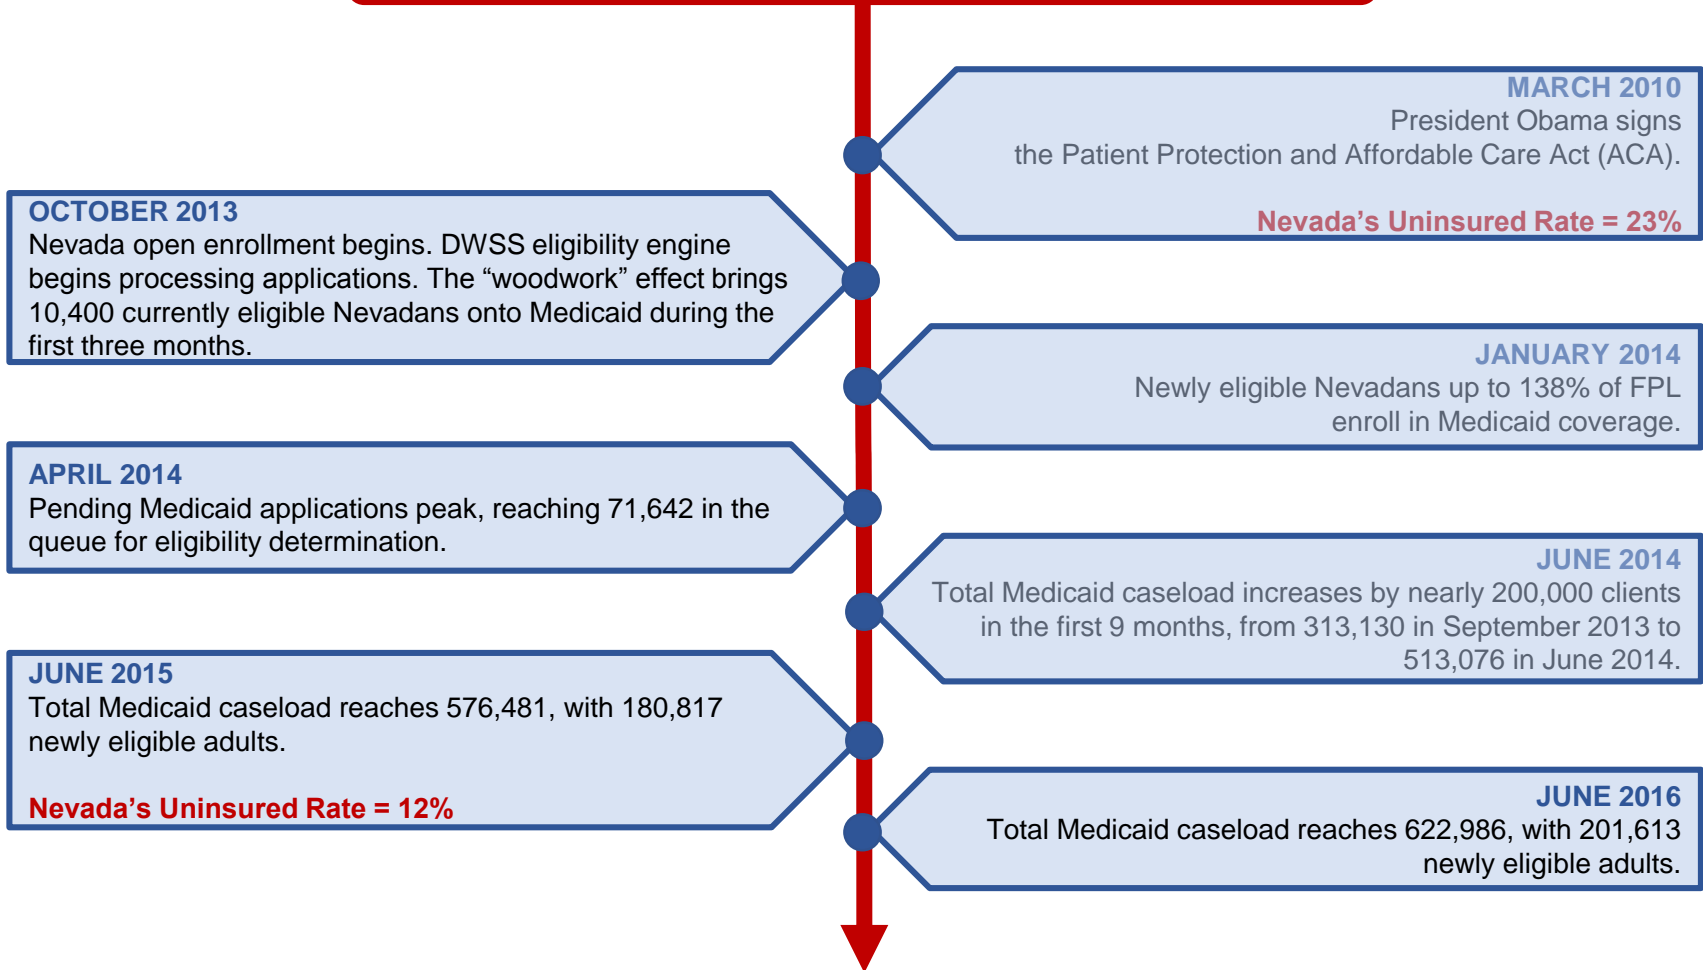 MARCH 2010
President Obama signs
the Patient Protection and Affordable Care Act (ACA).
Nevada’s Uninsured Rate = 23%
OCTOBER 2013
Nevada open enrollment begins. DWSS eligibility engine
begins processing applications. The “woodwork” effect brings
10,400 currently eligible Nevadans onto Medicaid during the
first three months.
JANUARY 2014
Newly eligible Nevadans up to 138% of FPL
enroll in Medicaid coverage.
APRIL 2014
Pending Medicaid applications peak, reaching 71,642 in the
queue for eligibility determination.
JUNE 2014
Total Medicaid caseload increases by nearly 200,000 clients
in the first 9 months, from 313,130 in September 2013 to
513,076 in June 2014.
JUNE 2015
Total Medicaid caseload reaches 576,481, with 180,817
newly eligible adults.
Nevada’s Uninsured Rate = 12%
JUNE 2016
Total Medicaid caseload reaches 622,986, with 201,613
newly eligible adults.